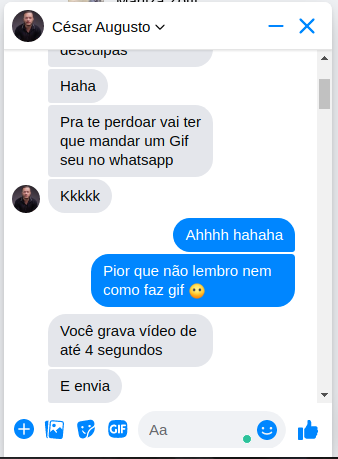 César Augusto
desculpas
Haha
Pra te perdoar vai ter
que mandar um Gif
seu no whatsapp
Kkkkk
Ahhhh hahaha
Pior que não lembro nem
como faz gif 😶
Você grava vídeo de
até 4 segundos
E envia
GIF
Aa